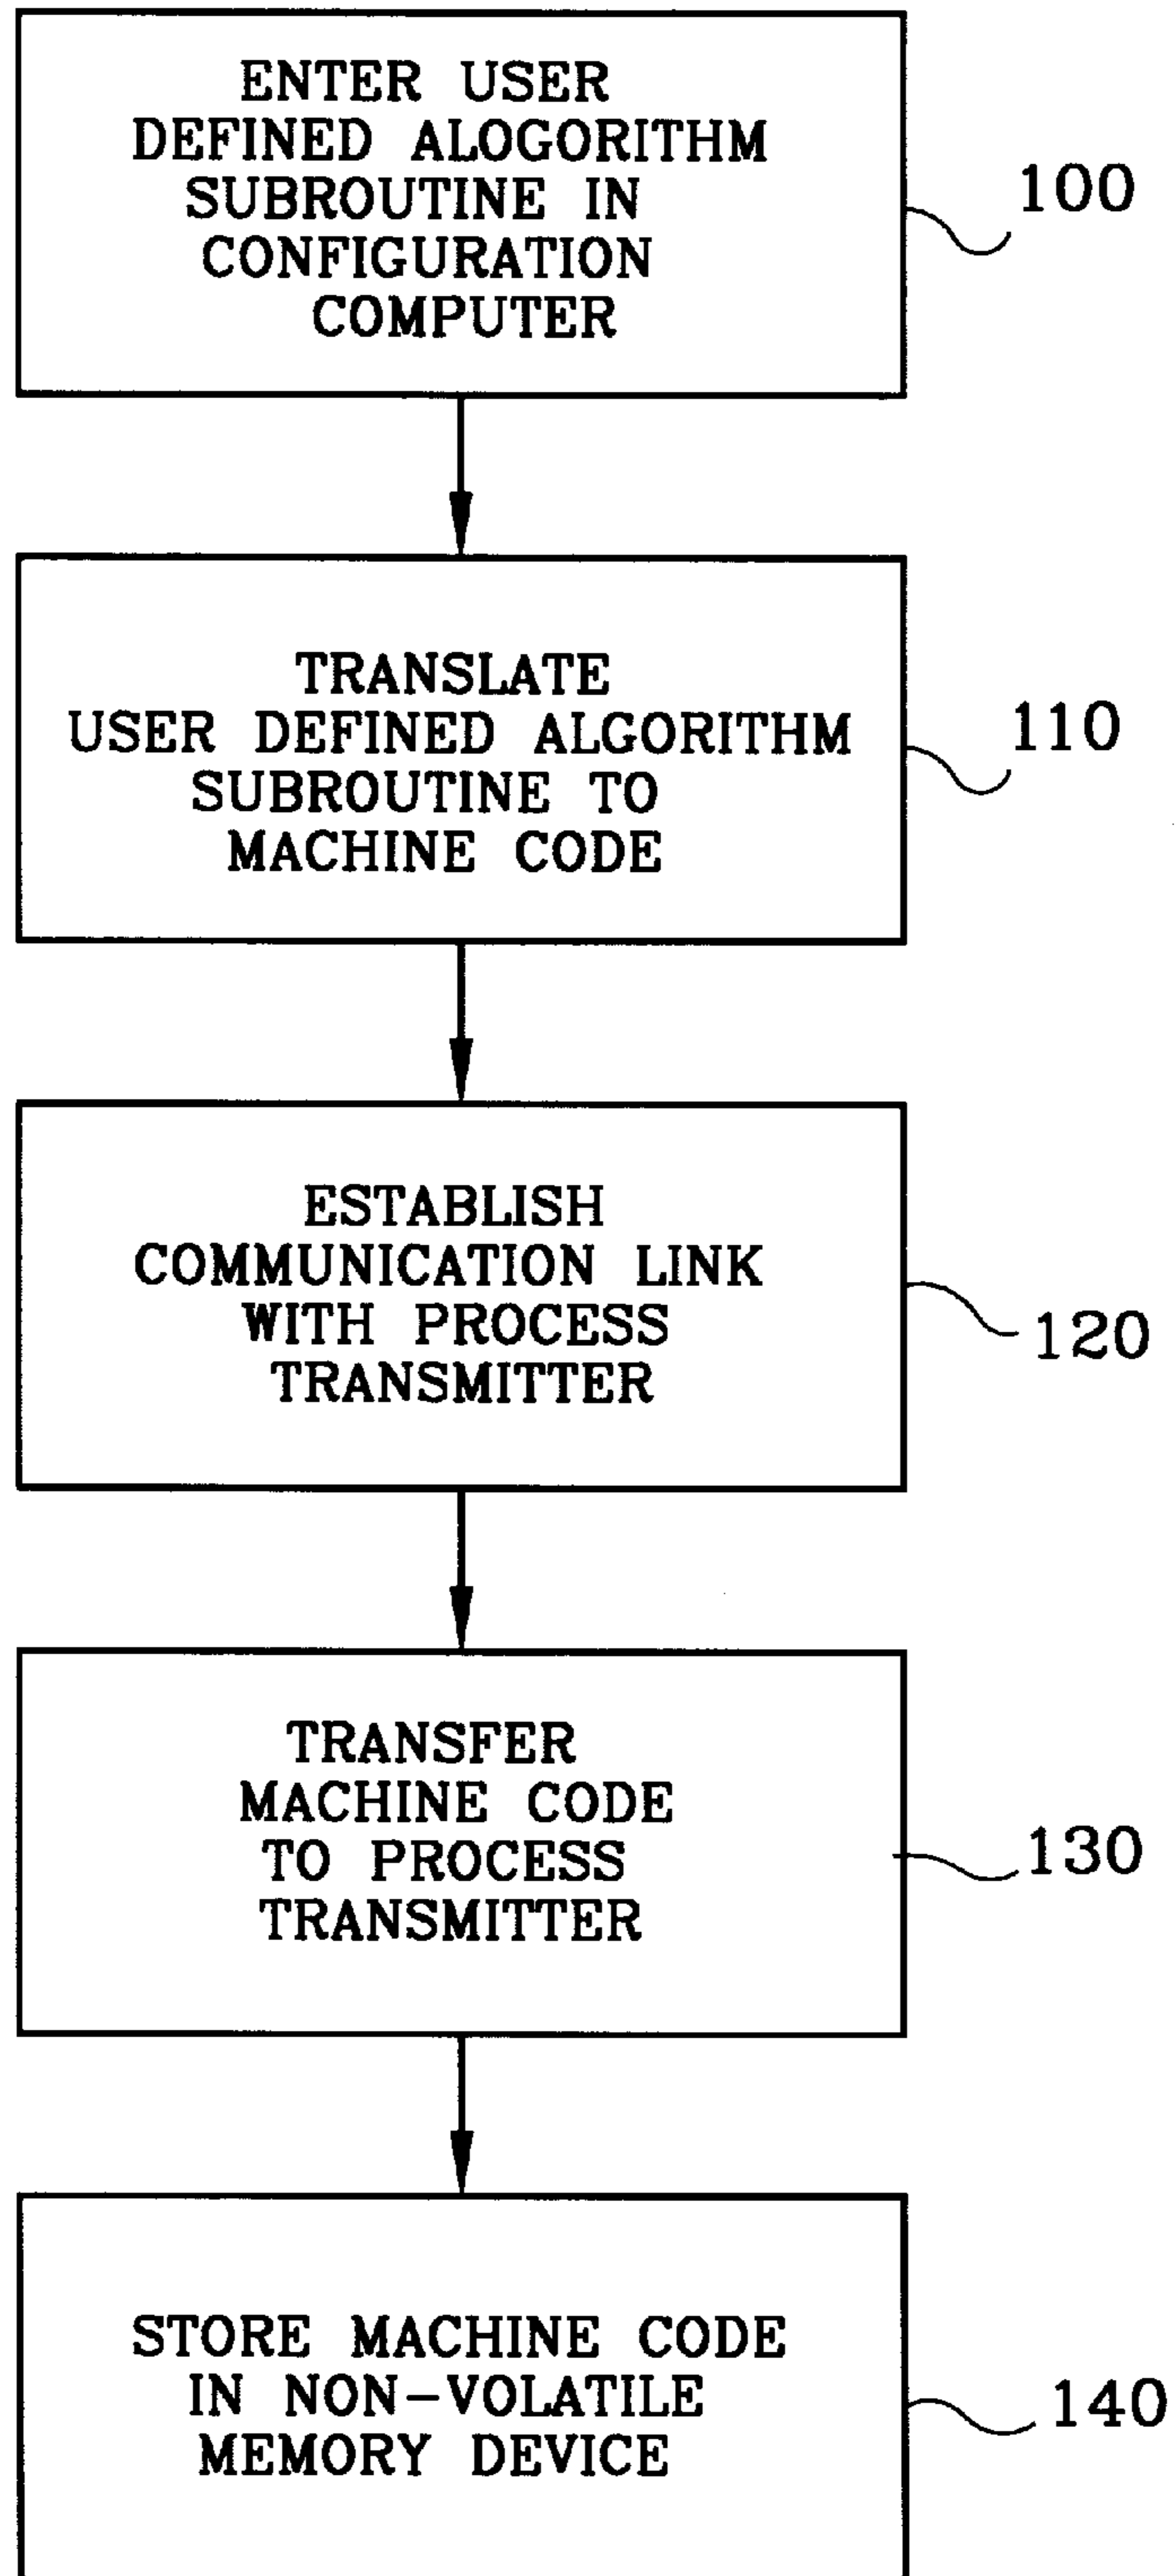 ENTER USER
DEFINED ALOGORITHM
SUBROUTINE IN
CONFIGURATION
COMPUTER
100
TRANSLATE
USER DEFINED ALGORITHM
SUBROUTINE TO
MACHINE CODE
110
ESTABLISH
COMMUNICATION LINK
WITH PROCESS
TRANSMITTER
120
TRANSFER
MACHINE CODE
TO PROCESS
TRANSMITTER
130
STORE MACHINE CODE
IN NON-VOLATILE
MEMORY DEVICE
140